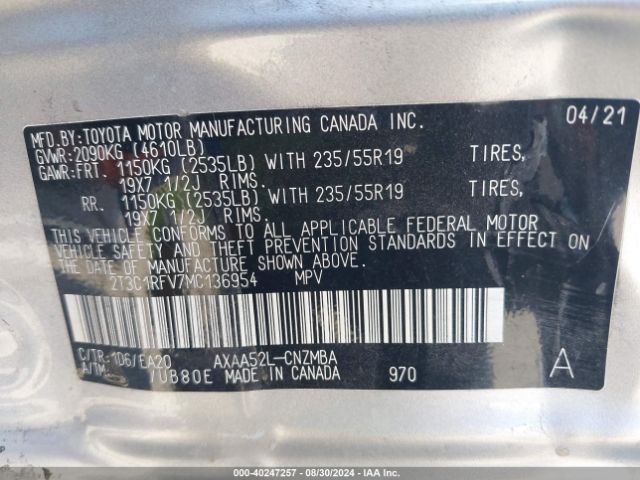 MFD.BY:TOYOTA MOTOR MANUFACTURING CANADA INC. 04/21
GVWR:2090KG (4610LB)
GAWR:FRT. 1150KG (2535LB) WITH 235/55R19 TIRES,
19X7 1/2J RIMS.
RR. 1150KG (2535LB) WITH 235/55R19 TIRES,
19X7 1/2J RIMS.
THIS VEHICLE CONFORMS TO ALL APPLICABLE FEDERAL MOTOR
VEHICLE SAFETY AND THEFT PREVENTION STANDARDS IN EFFECT ON
THE DATE OF MANUFACTURE SHOWN ABOVE.
2T3C1RFV7MC136954 MPV
C/TR:1D6/EA20 AXAA52L-CNZMBA A
A/TM: /UB80E MADE IN CANADA 970
000-40247257 - 08/30/2024 - IAA Inc.